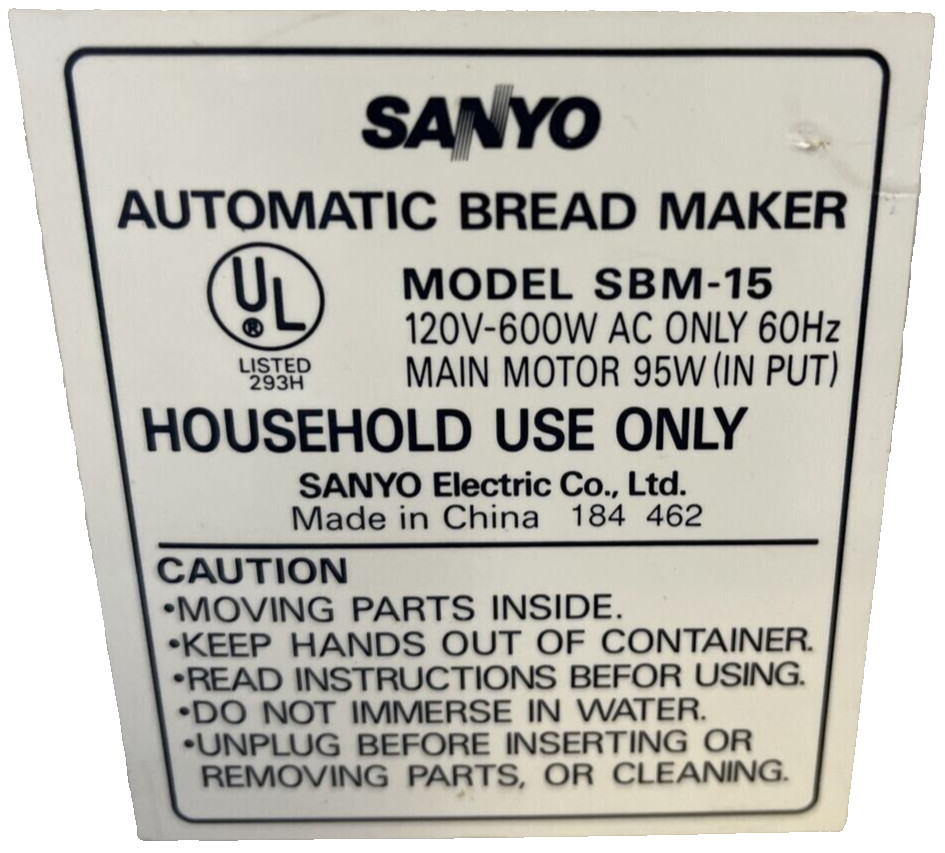 SANYO
AUTOMATIC BREAD MAKER
UL
®
LISTED
293H
MODEL SBM-15
120V-600W AC ONLY 60Hz
MAIN MOTOR 95W (IN PUT)
HOUSEHOLD USE ONLY
SANYO Electric Co., Ltd.
Made in China 184 462
CAUTION
•MOVING PARTS INSIDE.
•KEEP HANDS OUT OF CONTAINER.
•READ INSTRUCTIONS BEFOR USING.
•DO NOT IMMERSE IN WATER.
•UNPLUG BEFORE INSERTING OR
REMOVING PARTS, OR CLEANING.